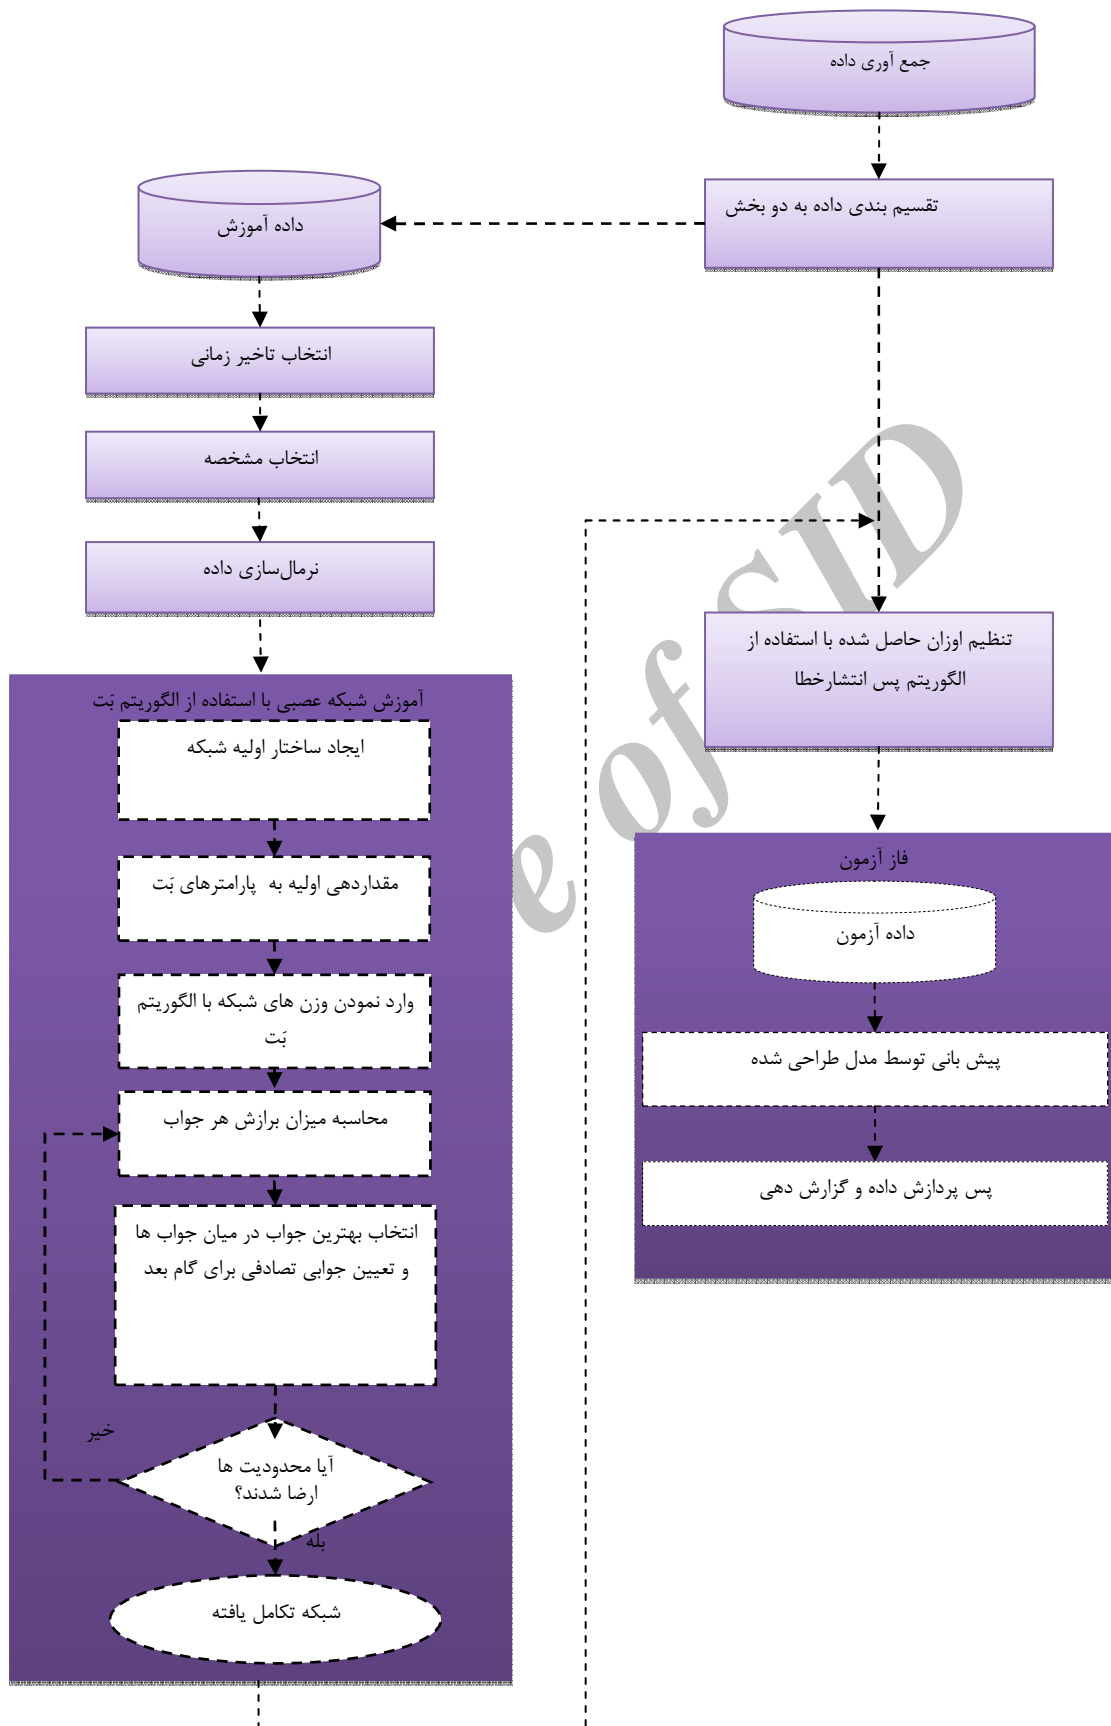 جمع آوری داده
تقسیم بندی داده به دو بخش
داده آموزش
انتخاب تاخیر زمانی
انتخاب مشخصه
نرمال‌سازی داده
آموزش شبکه عصبی با استفاده از الگوریتم بَت
ایجاد ساختار اولیه شبکه
مقداردهی اولیه به پارامترهای بَت
وارد نمودن وزن های شبکه با الگوریتم
بَت
محاسبه میزان برازش هر جواب
انتخاب بهترین جواب در میان جواب ها
و تعیین جوابی تصادفی برای گام بعد
خیر
آیا محدودیت ها
ارضا شدند؟
بله
شبکه تکامل یافته
تنظیم اوزان حاصل شده با استفاده از
الگوریتم پس انتشارخطا
فاز آزمون
داده آزمون
پیش بانی توسط مدل طراحی شده
پس پردازش داده و گزارش دهی
e of SID